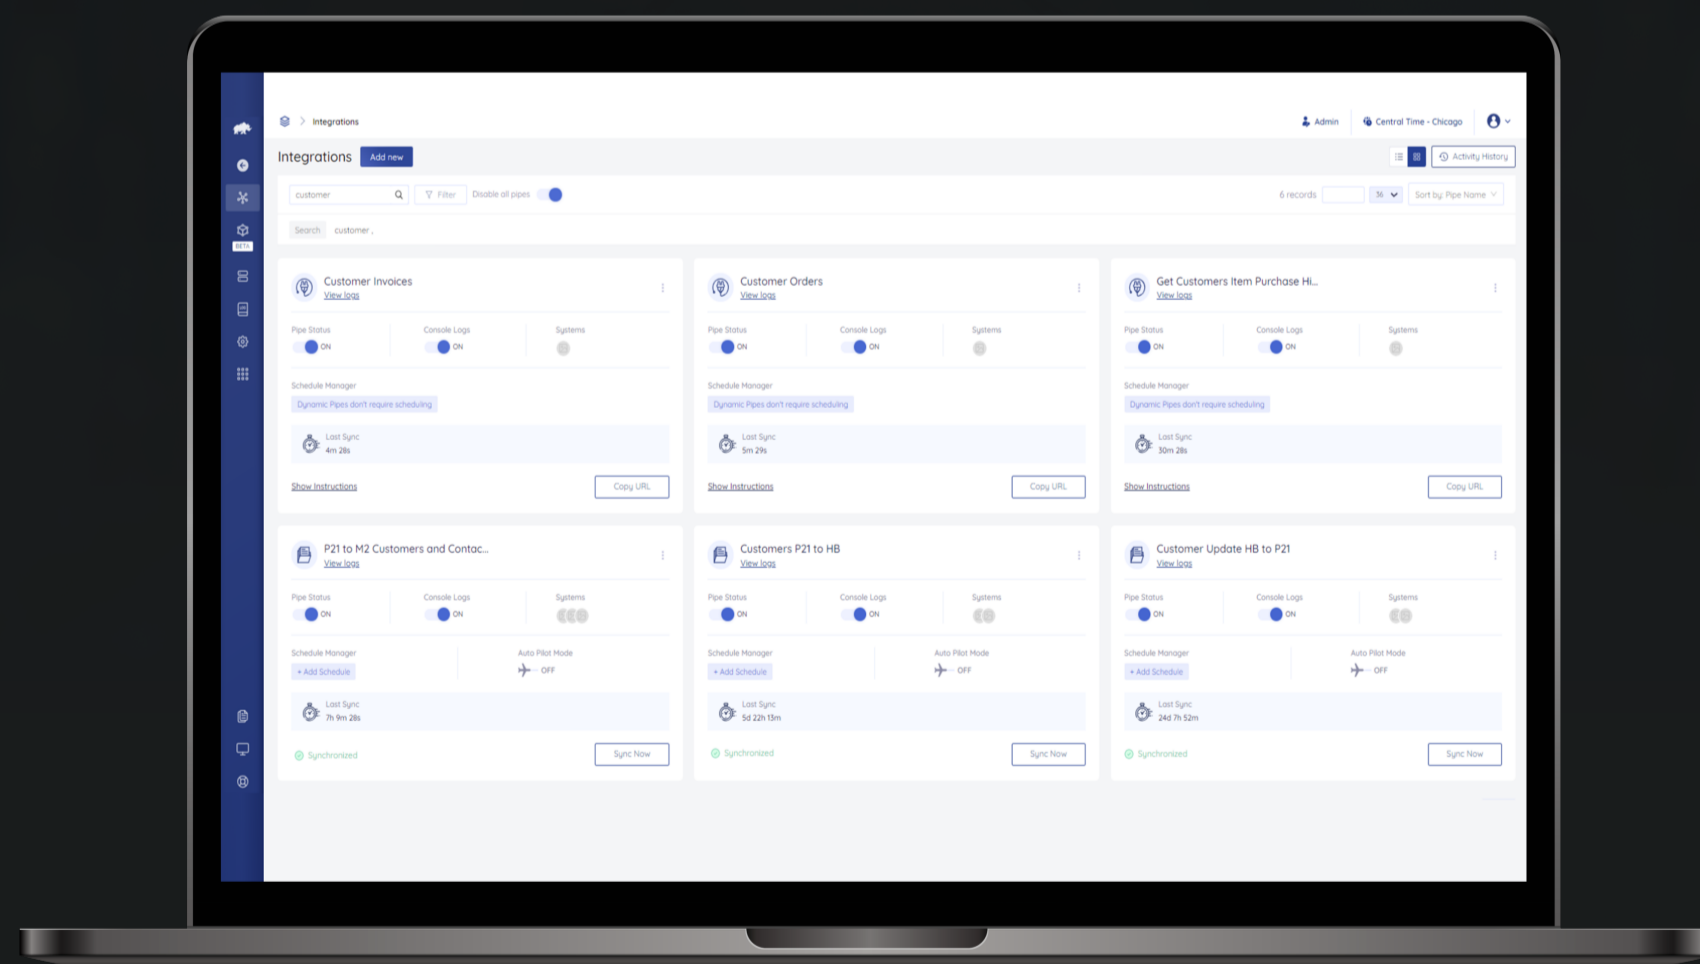 Integrations
Admin
Central Time - Chicago
Integrations
Add new
Activity History
customer
Filter
Disable all pipes
6 records
36
Sort by: Pipe Name
Search
customer ,
BETA
Customer Invoices
View logs
Pipe Status
Console Logs
Systems
ON
ON
Schedule Manager
Dynamic Pipes don't require scheduling
Last Sync
4m 28s
Show Instructions
Copy URL
Customer Orders
View logs
Pipe Status
Console Logs
Systems
ON
ON
Schedule Manager
Dynamic Pipes don't require scheduling
Last Sync
5m 29s
Show Instructions
Copy URL
Get Customers Item Purchase Hi...
View logs
Pipe Status
Console Logs
Systems
ON
ON
Schedule Manager
Dynamic Pipes don't require scheduling
Last Sync
30m 28s
Show Instructions
Copy URL
P21 to M2 Customers and Contac...
View logs
Pipe Status
Console Logs
Systems
ON
ON
Schedule Manager
Auto Pilot Mode
+ Add Schedule
OFF
Last Sync
7h 9m 28s
Synchronized
Sync Now
Customers P21 to HB
View logs
Pipe Status
Console Logs
Systems
ON
ON
Schedule Manager
Auto Pilot Mode
+ Add Schedule
OFF
Last Sync
5d 22h 13m
Synchronized
Sync Now
Customer Update HB to P21
View logs
Pipe Status
Console Logs
Systems
ON
ON
Schedule Manager
Auto Pilot Mode
+ Add Schedule
OFF
Last Sync
24d 7h 52m
Synchronized
Sync Now